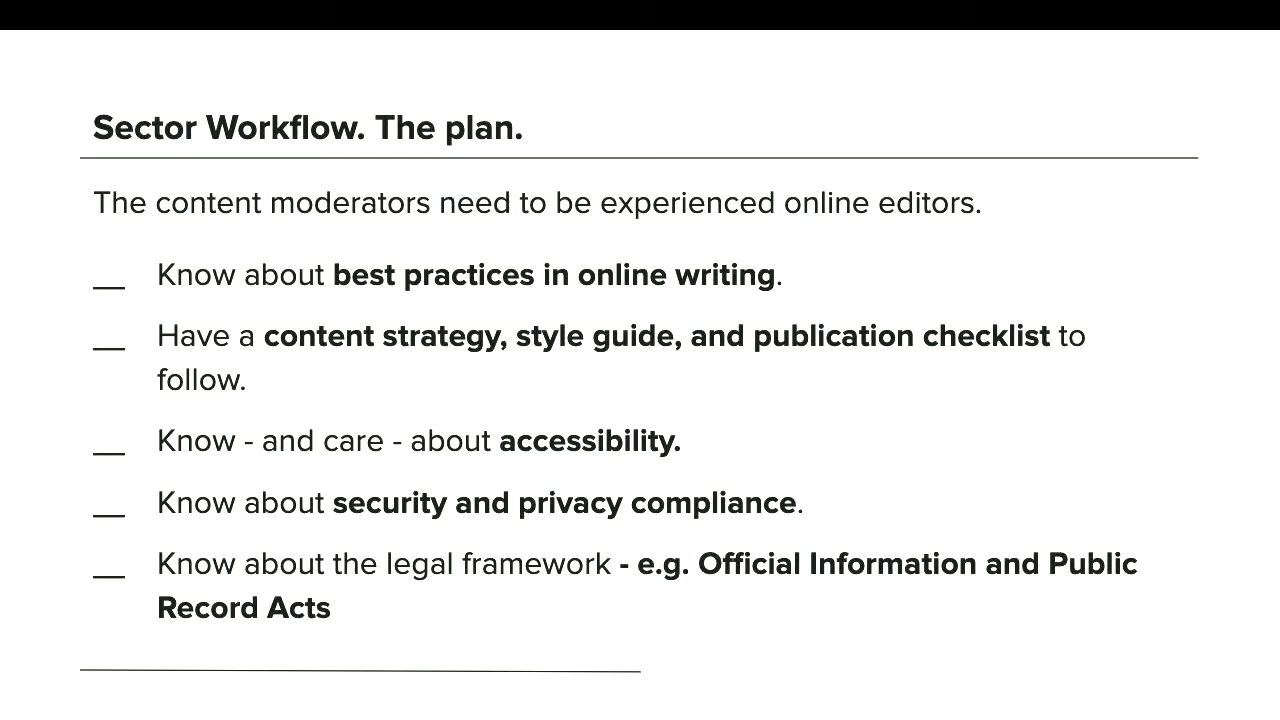 Sector Workflow. The plan.
The content moderators need to be experienced online editors.
__ Know about best practices in online writing.
__ Have a content strategy, style guide, and publication checklist to
follow.
__ Know - and care - about accessibility.
__ Know about security and privacy compliance.
__ Know about the legal framework - e.g. Official Information and Public
Record Acts